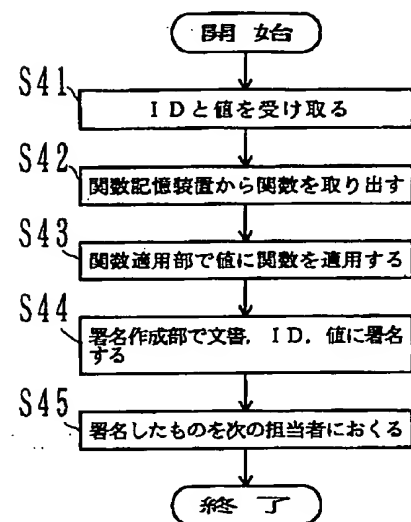 開始
S41
IDと値を受け取る
S42
関数記憶装置から関数を取り出す
S43
関数適用部で値に関数を適用する
S44
署名作成部で文書,ID,値に署名
する
S45
署名したものを次の担当者におくる
終了